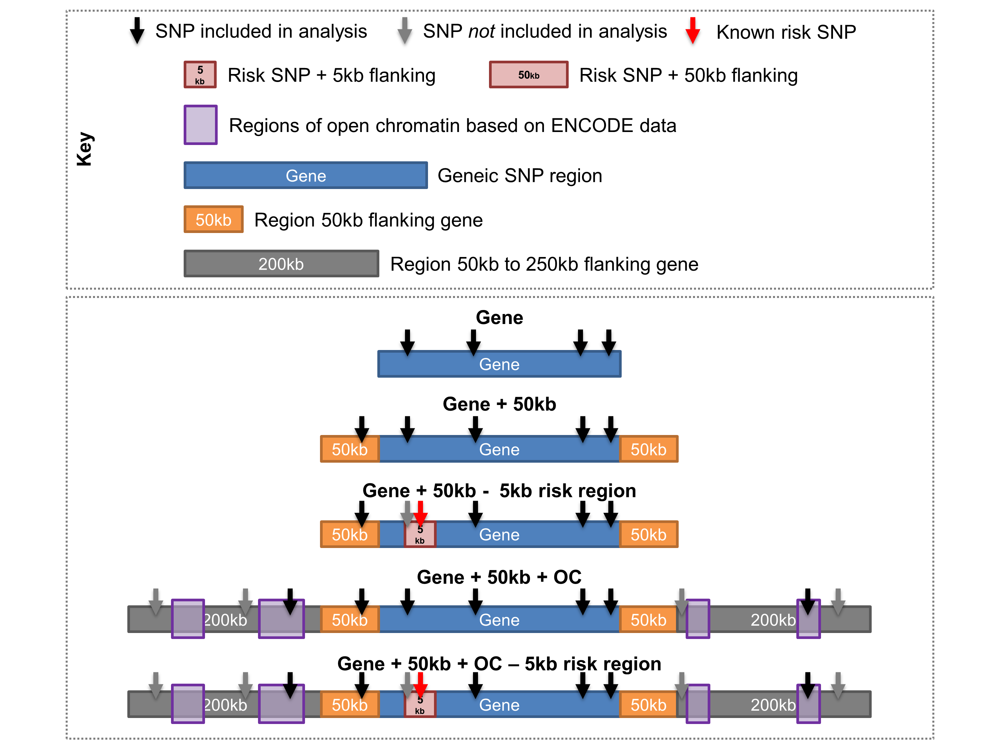 Key
SNP included in analysis
SNP not included in analysis
Known risk SNP
5
kb
Risk SNP + 5kb flanking
50kb
Risk SNP + 50kb flanking
Regions of open chromatin based on ENCODE data
Gene
Geneic SNP region
50kb
Region 50kb flanking gene
200kb
Region 50kb to 250kb flanking gene
Gene
Gene
Gene + 50kb
50kb Gene 50kb
Gene + 50kb - 5kb risk region
50kb 5 kb Gene 50kb
Gene + 50kb + OC
200kb 50kb Gene 50kb 200kb
Gene + 50kb + OC – 5kb risk region
200kb 50kb 5 kb Gene 50kb 200kb